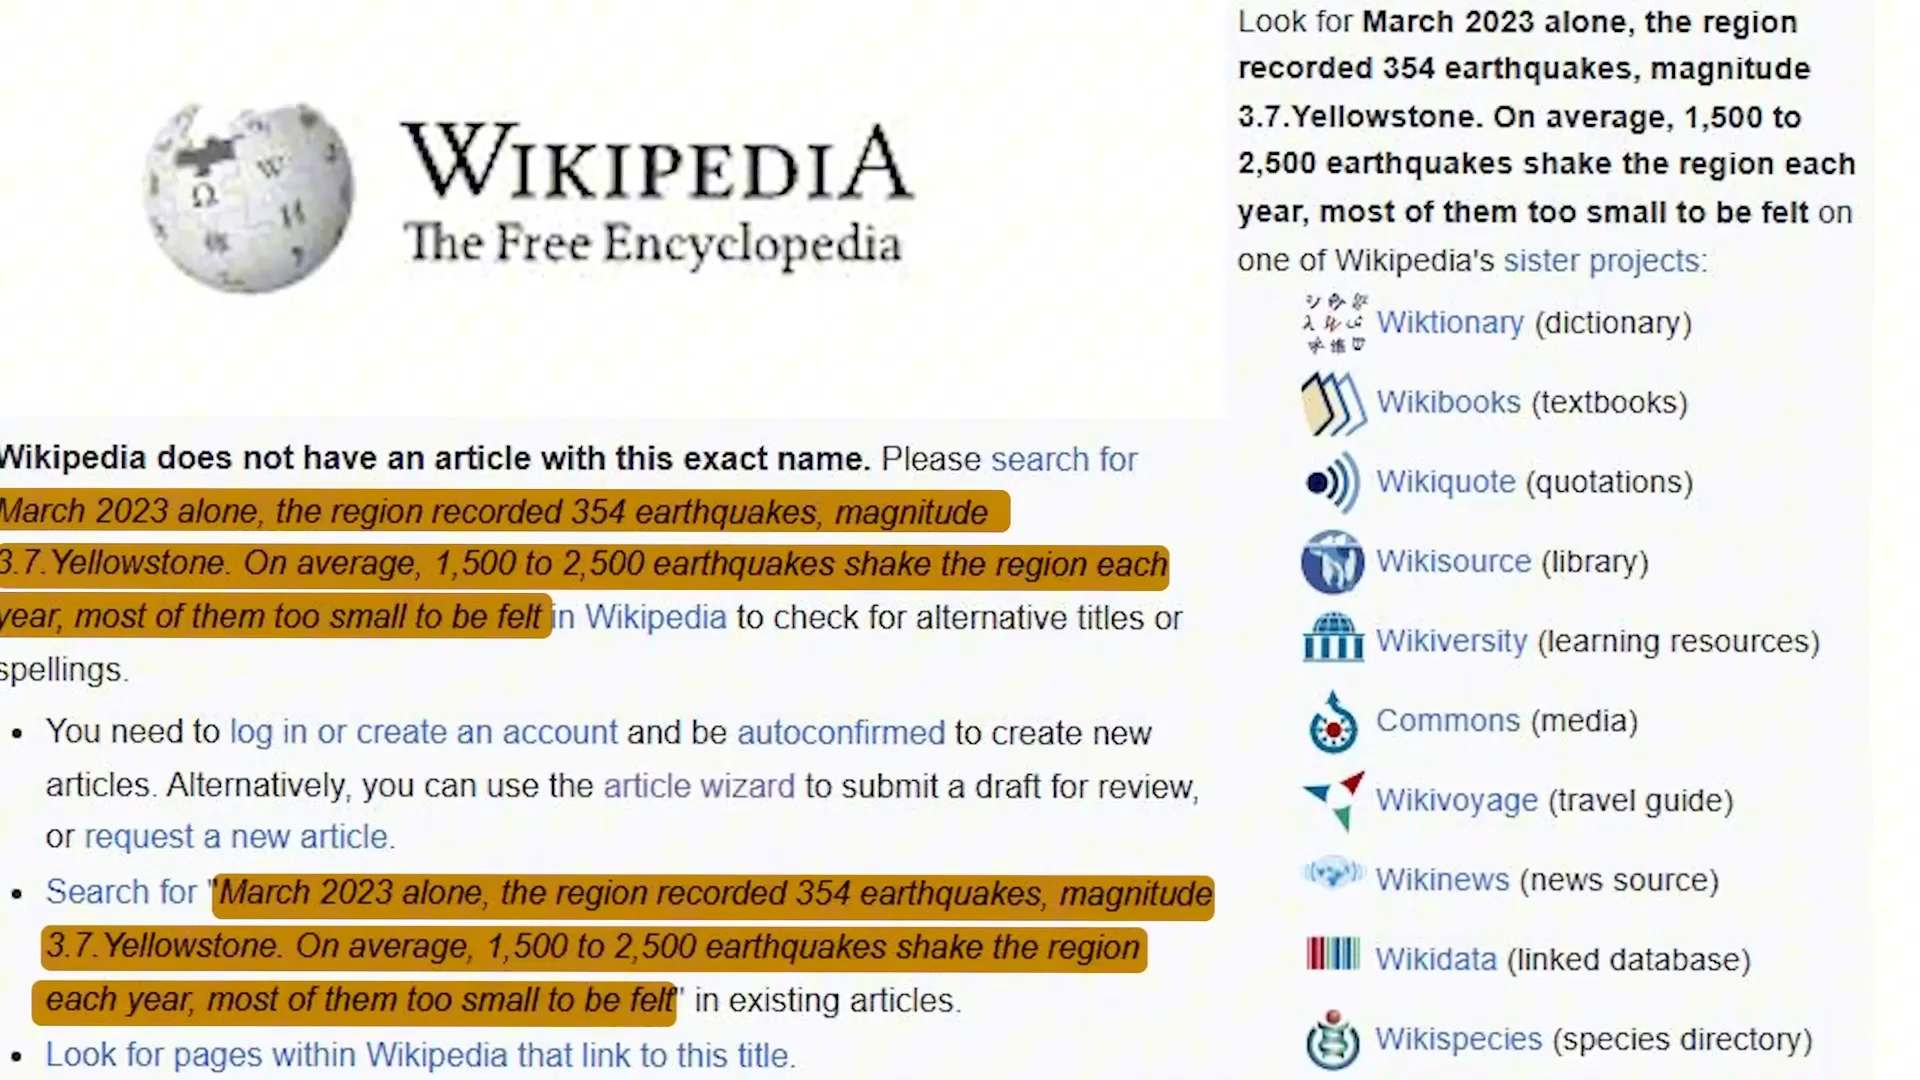 WIKIPEDIA
The Free Encyclopedia
Wikipedia does not have an article with this exact name. Please search for
March 2023 alone, the region recorded 354 earthquakes, magnitude
3.7.Yellowstone. On average, 1,500 to 2,500 earthquakes shake the region each
year, most of them too small to be felt in Wikipedia to check for alternative titles or
spellings.
• You need to log in or create an account and be autoconfirmed to create new
articles. Alternatively, you can use the article wizard to submit a draft for review,
or request a new article.
• Search for "March 2023 alone, the region recorded 354 earthquakes, magnitude
3.7.Yellowstone. On average, 1,500 to 2,500 earthquakes shake the region
each year, most of them too small to be felt" in existing articles.
• Look for pages within Wikipedia that link to this title.
Look for March 2023 alone, the region
recorded 354 earthquakes, magnitude
3.7.Yellowstone. On average, 1,500 to
2,500 earthquakes shake the region each
year, most of them too small to be felt on
one of Wikipedia's sister projects:
Wiktionary (dictionary)
Wikibooks (textbooks)
Wikiquote (quotations)
Wikisource (library)
Wikiversity (learning resources)
Commons (media)
Wikivoyage (travel guide)
Wikinews (news source)
Wikidata (linked database)
Wikispecies (species directory)